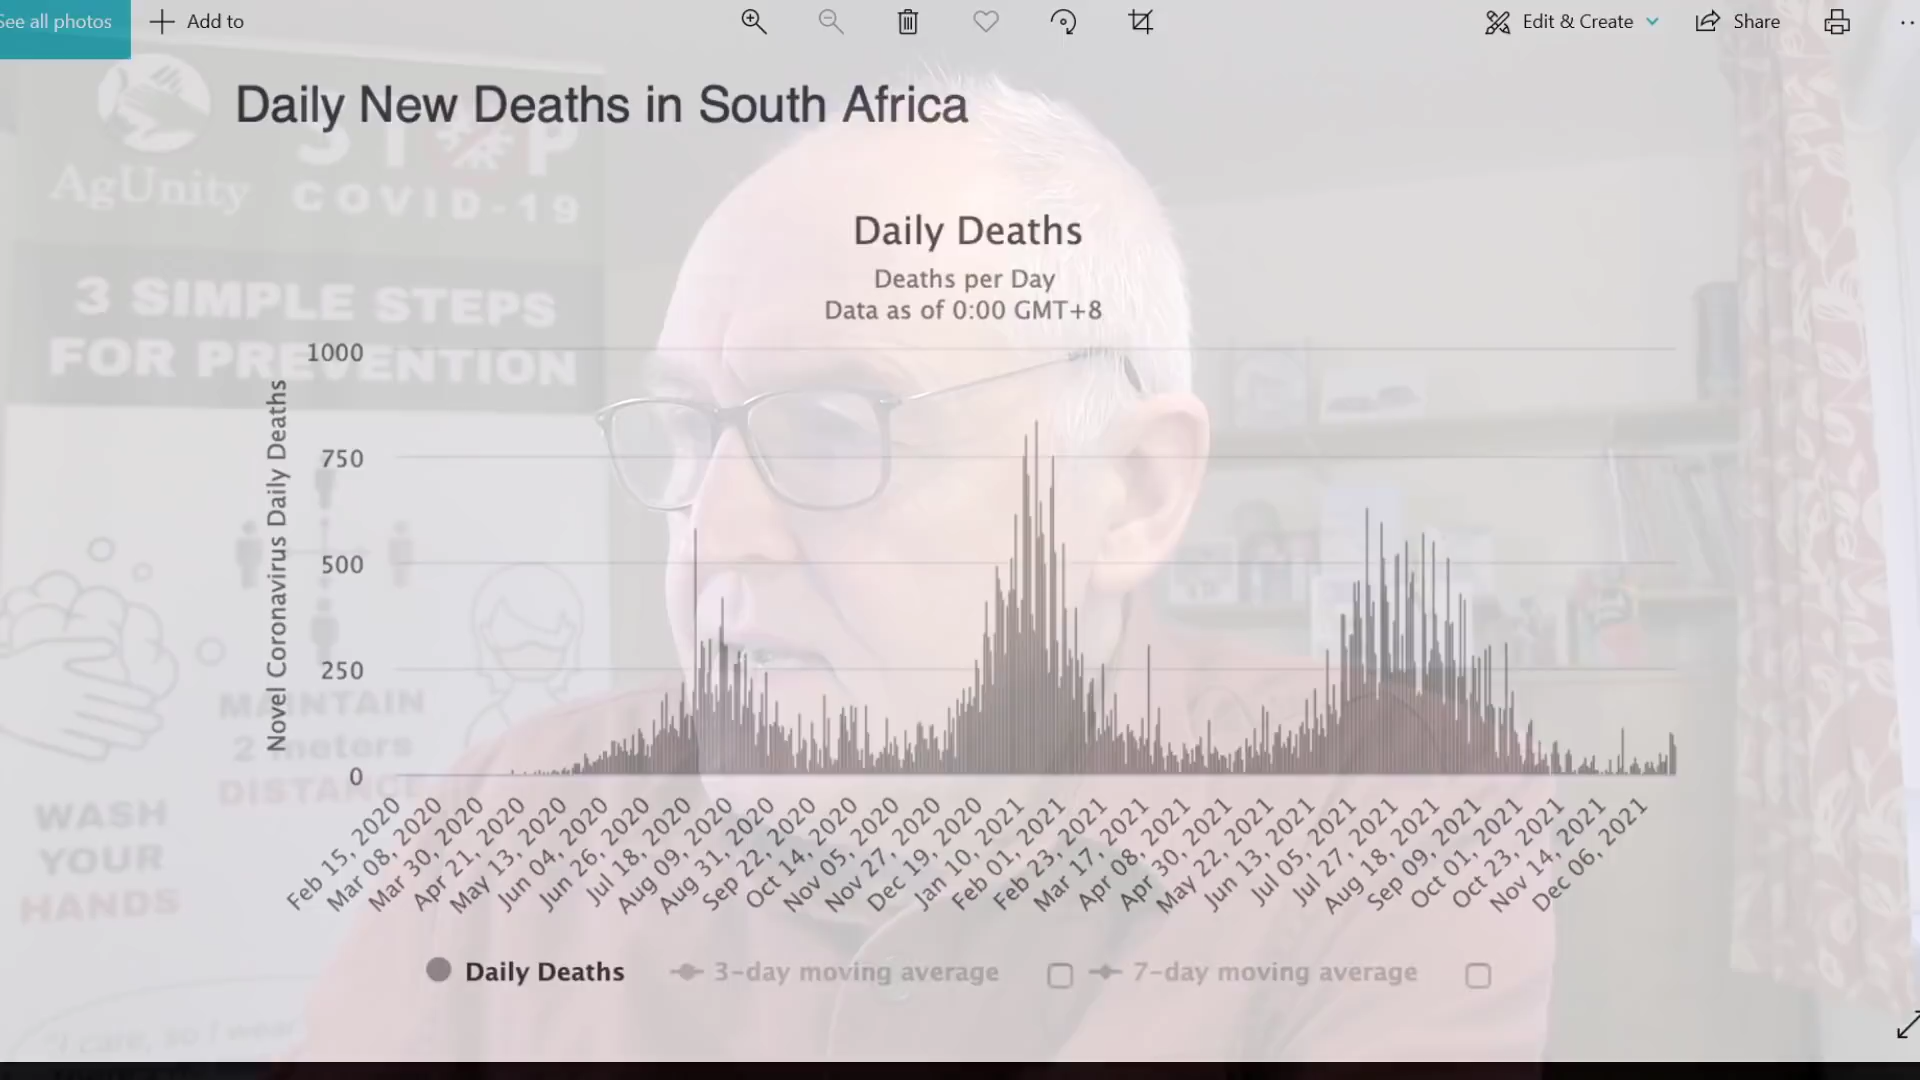 See all photos
Add to
Edit & Create
Share
Daily New Deaths in South Africa
AgUnity
STOP
COVID-19
3 SIMPLE STEPS
FOR PREVENTION
Daily Deaths
Deaths per Day
Data as of 0:00 GMT+8
Novel Coronavirus Daily Deaths
1000
750
500
250
0
MAINTAIN
2 meters
DISTANCE
WASH
YOUR
HANDS
Feb 15, 2020
Mar 08, 2020
Mar 30, 2020
Apr 21, 2020
May 13, 2020
Jun 04, 2020
Jun 26, 2020
Jul 18, 2020
Aug 09, 2020
Aug 31, 2020
Sep 22, 2020
Oct 14, 2020
Nov 05, 2020
Nov 27, 2020
Dec 19, 2020
Jan 10, 2021
Feb 01, 2021
Feb 23, 2021
Mar 17, 2021
Apr 08, 2021
Apr 30, 2021
May 22, 2021
Jun 13, 2021
Jul 05, 2021
Jul 27, 2021
Aug 18, 2021
Sep 09, 2021
Oct 01, 2021
Oct 23, 2021
Nov 14, 2021
Dec 06, 2021
Daily Deaths
3-day moving average
7-day moving average
"I care, so I wear